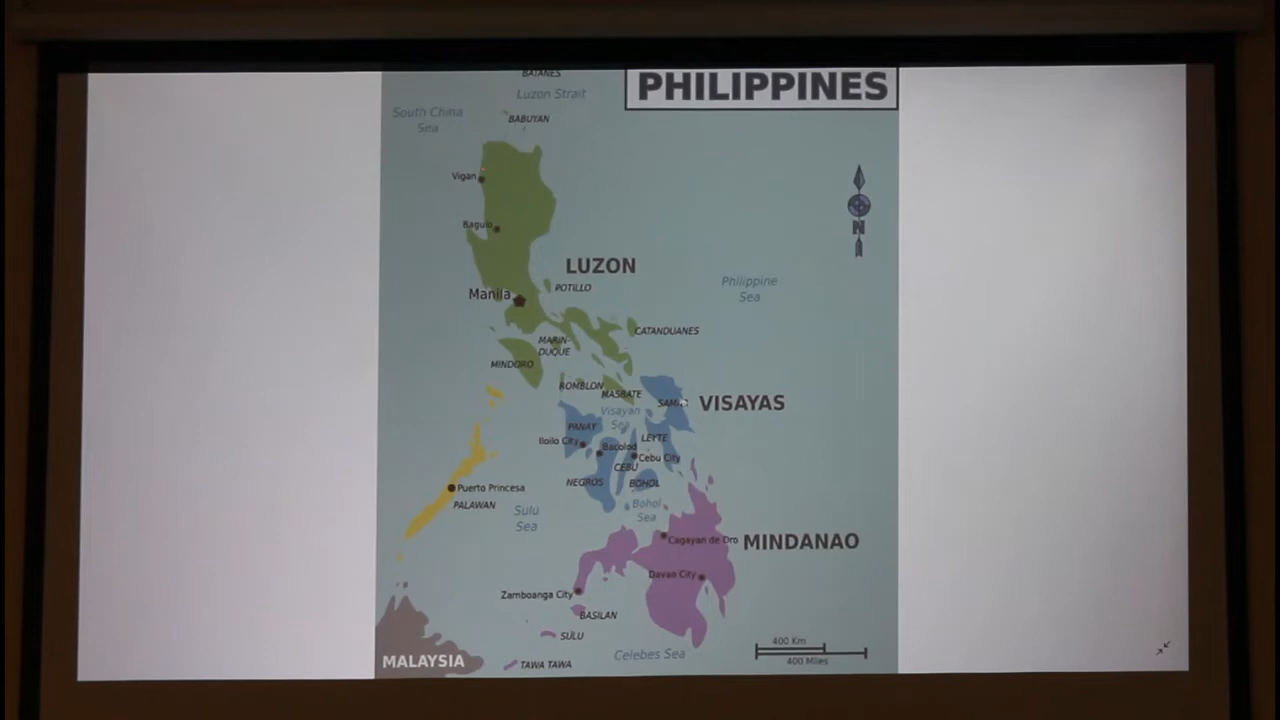 BATANES
PHILIPPINES
Luzon Strait
South China
Sea
BABUYAN
Vigan
Baguio
N
LUZON
Philippine
Sea
POTILLO
Manila
CATANDUANES
MARIN-
DUQUE
MINDORO
ROMBLON
MASBATE
SAMAR
VISAYAS
Visayan
Sea
PANAY
Iloilo City
LEYTE
Bacolod
Cebu City
CEBU
NEGROS
BOHOL
Puerto Princesa
PALAWAN
Sulu
Sea
Bohol
Sea
Cagayan de Oro
MINDANAO
Davao City
Zamboanga City
BASILAN
SULU
400 Km
400 Miles
Celebes Sea
MALAYSIA
TAWA TAWA